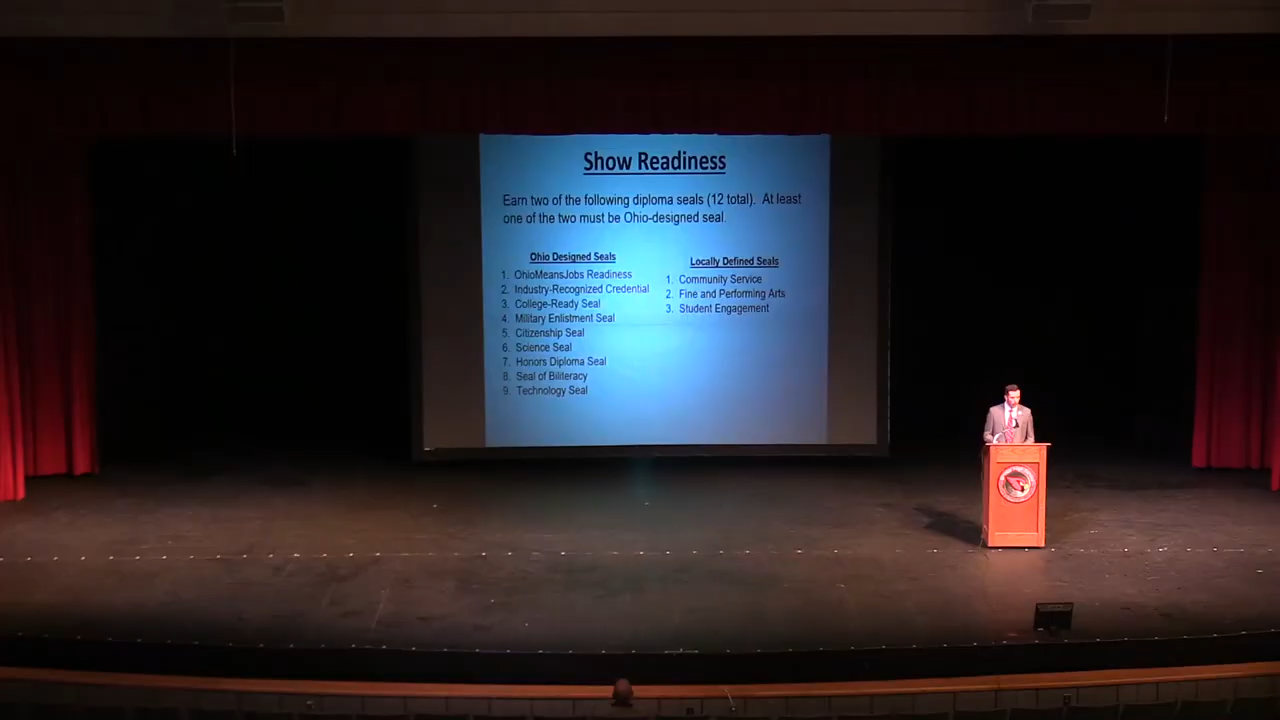 Show Readiness
Earn two of the following diploma seals (12 total). At least
one of the two must be Ohio-designed seal.
Ohio Designed Seals
1. OhioMeansJobs Readiness
2. Industry-Recognized Credential
3. College-Ready Seal
4. Military Enlistment Seal
5. Citizenship Seal
6. Science Seal
7. Honors Diploma Seal
8. Seal of Biliteracy
9. Technology Seal
Locally Defined Seals
1. Community Service
2. Fine and Performing Arts
3. Student Engagement